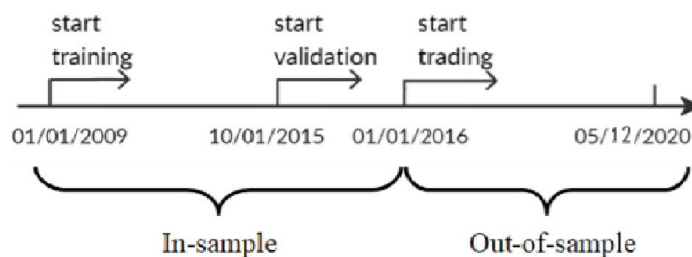 start training
start validation
start trading
01/01/2009
10/01/2015
01/01/2016
05/12/2020
In-sample
Out-of-sample